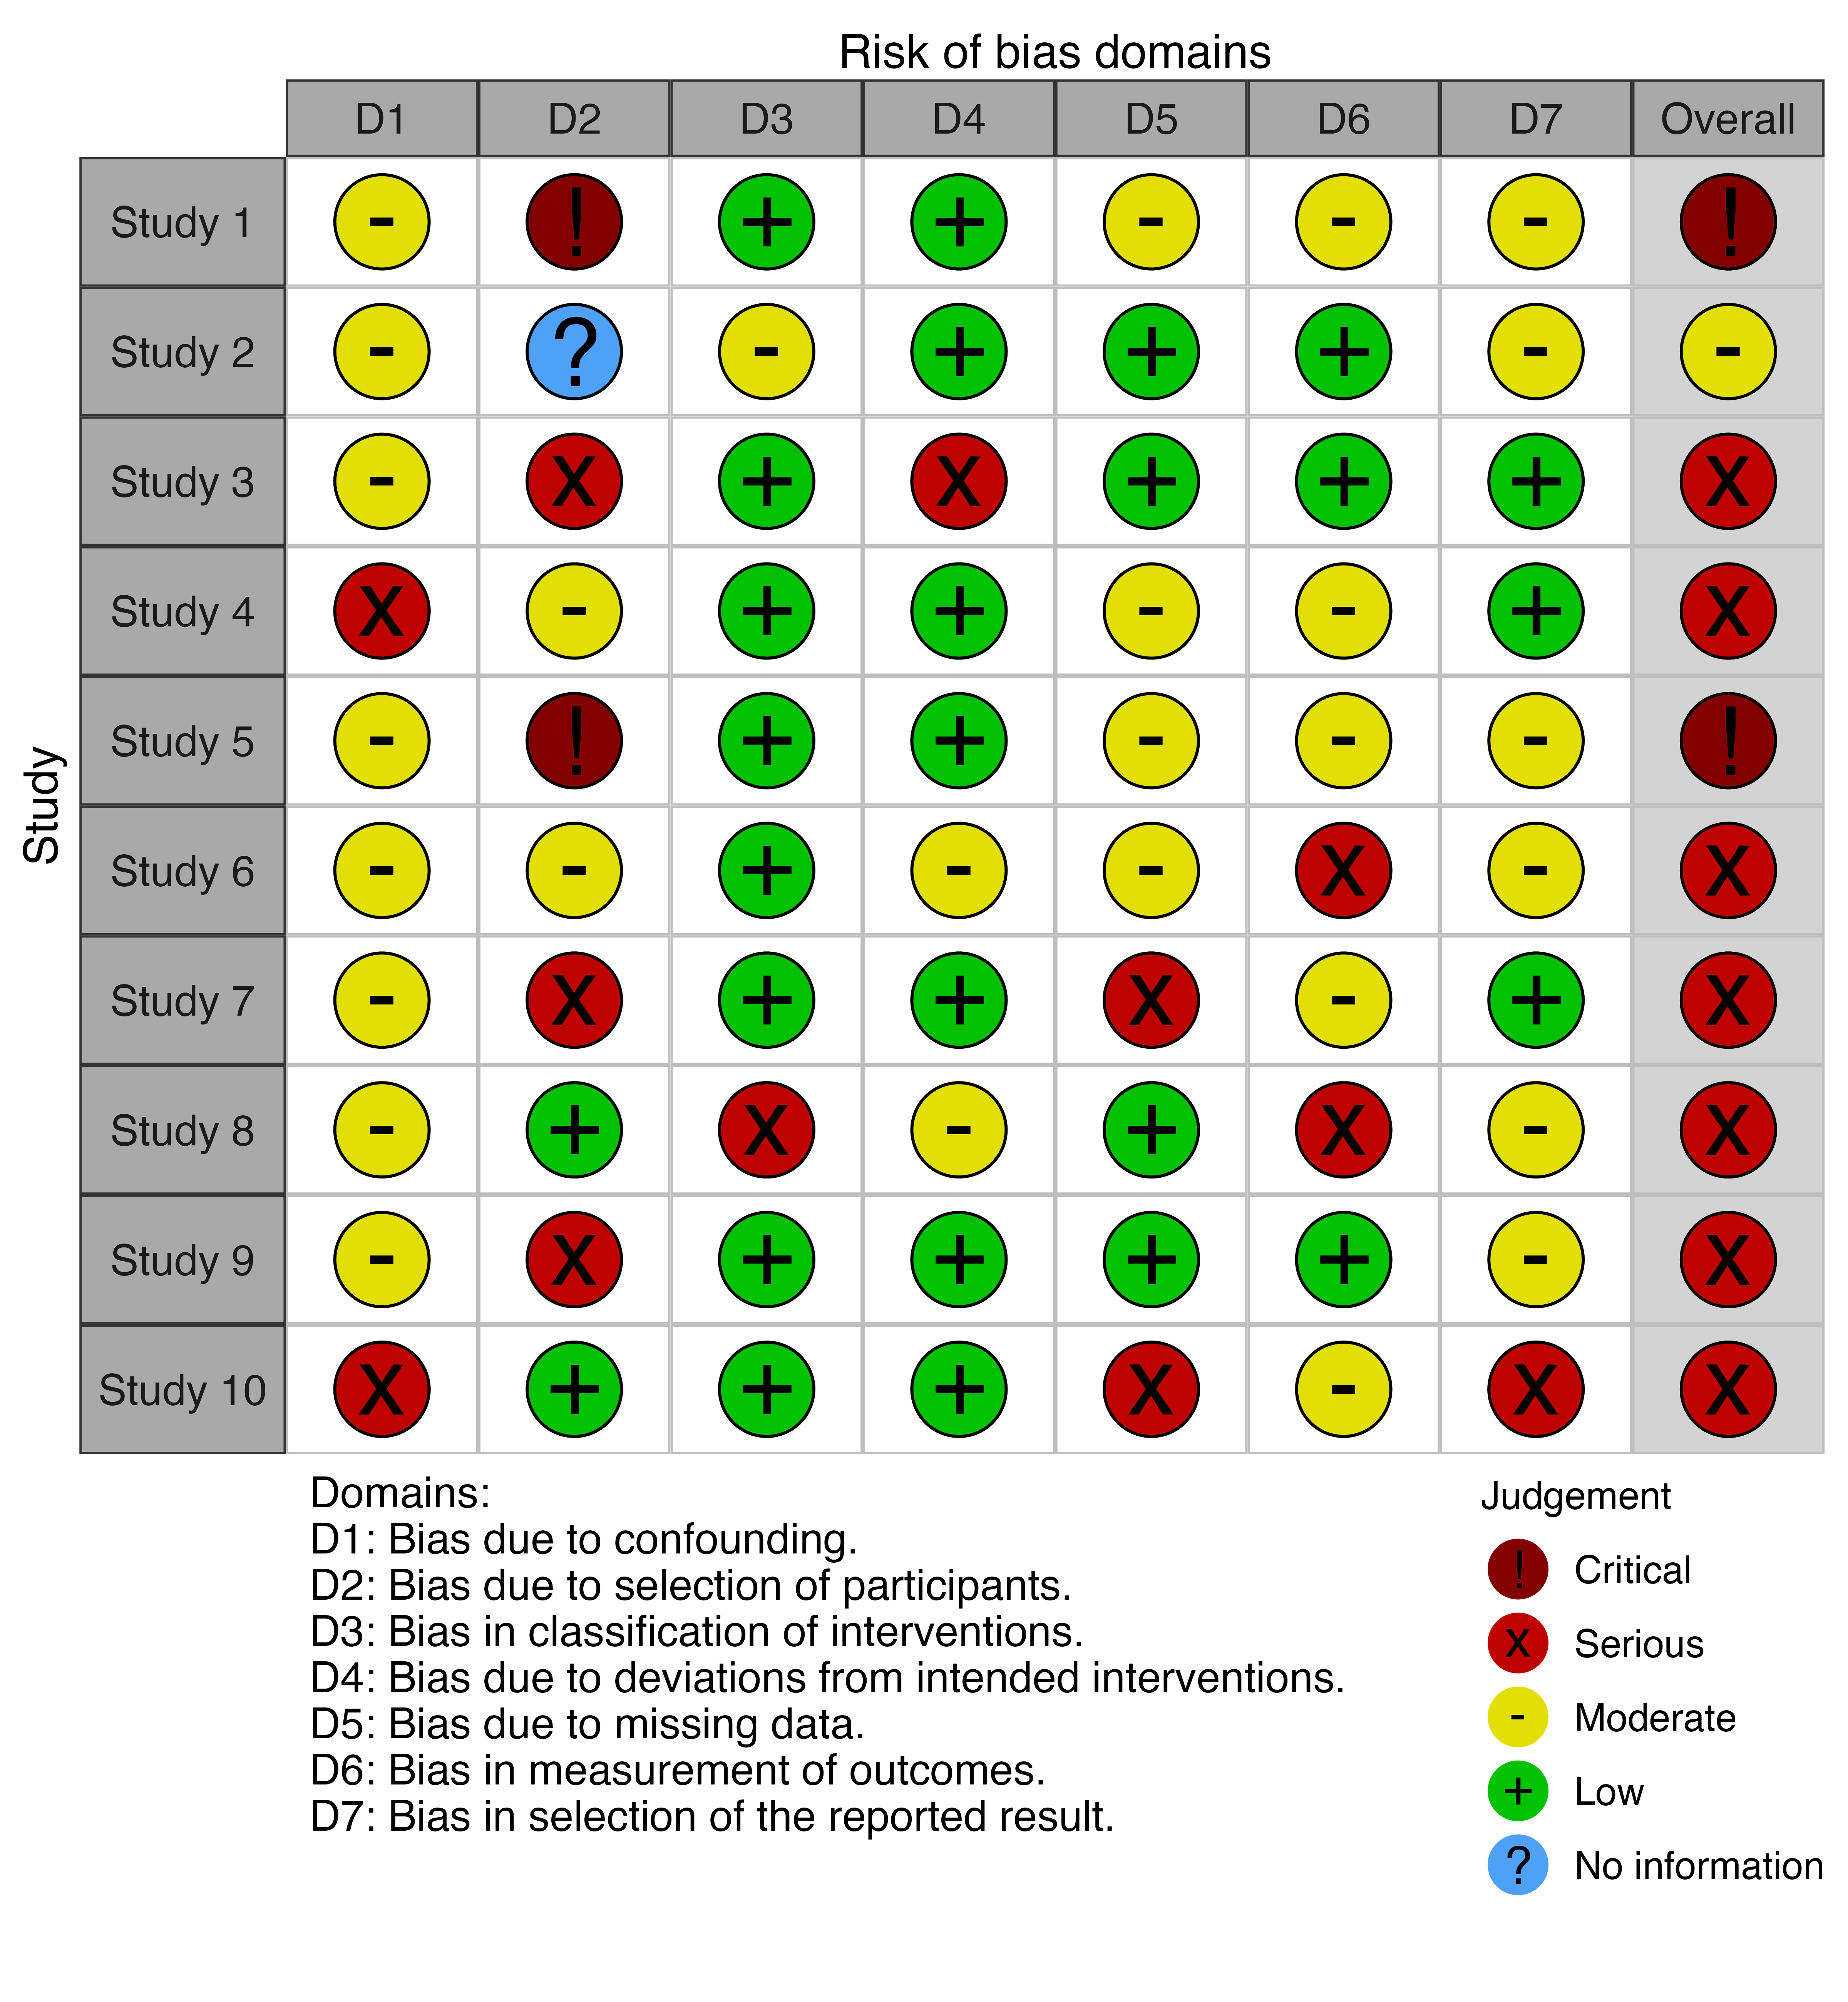 Risk of bias domains
D1 D2 D3 D4 D5 D6 D7 Overall
Study 1 - ! + + - - - !
Study 2 - ? - + + + - -
Study 3 - X + X + + + X
Study 4 X - + + - - + X
Study 5 - ! + + - - - !
Study 6 - - + - - X - X
Study 7 - X + + X - + X
Study 8 - + X - + X - X
Study 9 - X + + + + - X
Study 10 X + + + X - X X
Study
Domains:
D1: Bias due to confounding.
D2: Bias due to selection of participants.
D3: Bias in classification of interventions.
D4: Bias due to deviations from intended interventions.
D5: Bias due to missing data.
D6: Bias in measurement of outcomes.
D7: Bias in selection of the reported result.
Judgement
! Critical
X Serious
- Moderate
+ Low
? No information